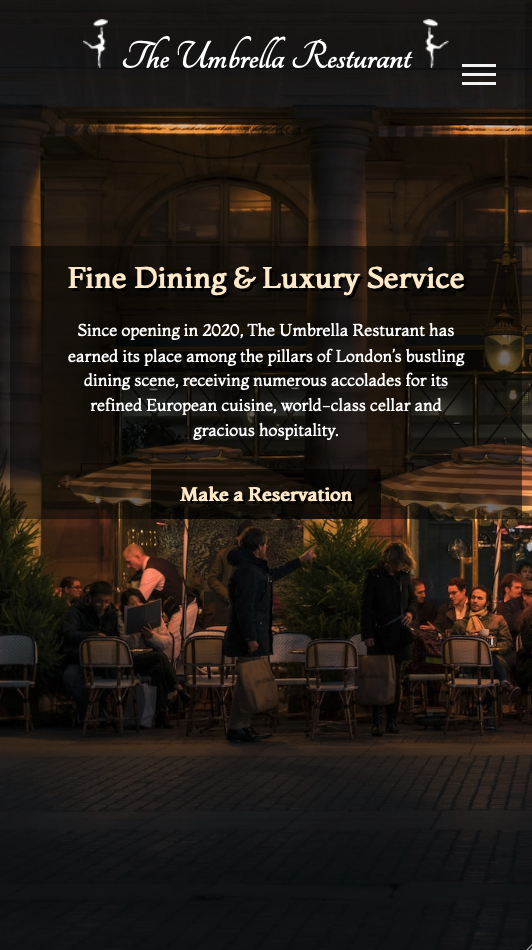 The Umbrella Resturant
Fine Dining & Luxury Service
Since opening in 2020, The Umbrella Resturant has
earned its place among the pillars of London's bustling
dining scene, receiving numerous accolades for its
refined European cuisine, world-class cellar and
gracious hospitality.
Make a Reservation